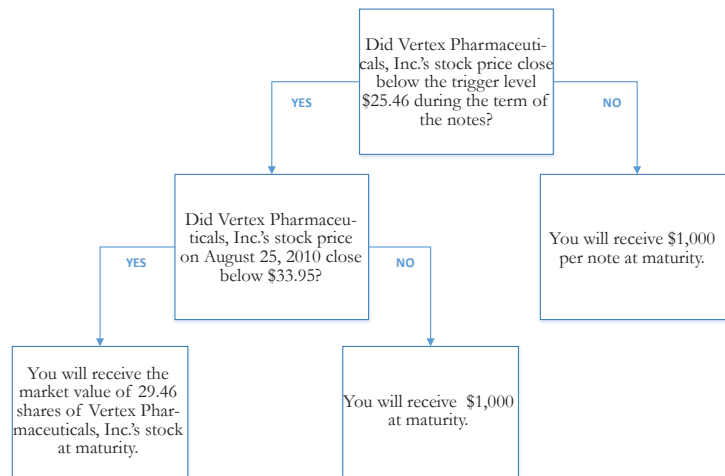 Did Vertex Pharmaceuti-
cals, Inc.'s stock price close
below the trigger level
$25.46 during the term of
the notes?
YES
NO
Did Vertex Pharmaceu-
ticals, Inc.'s stock price
on August 25, 2010 close
below $33.95?
You will receive $1,000
per note at maturity.
YES
NO
You will receive the
market value of 29.46
shares of Vertex Phar-
maceuticals, Inc.'s stock
at maturity.
You will receive $1,000
at maturity.